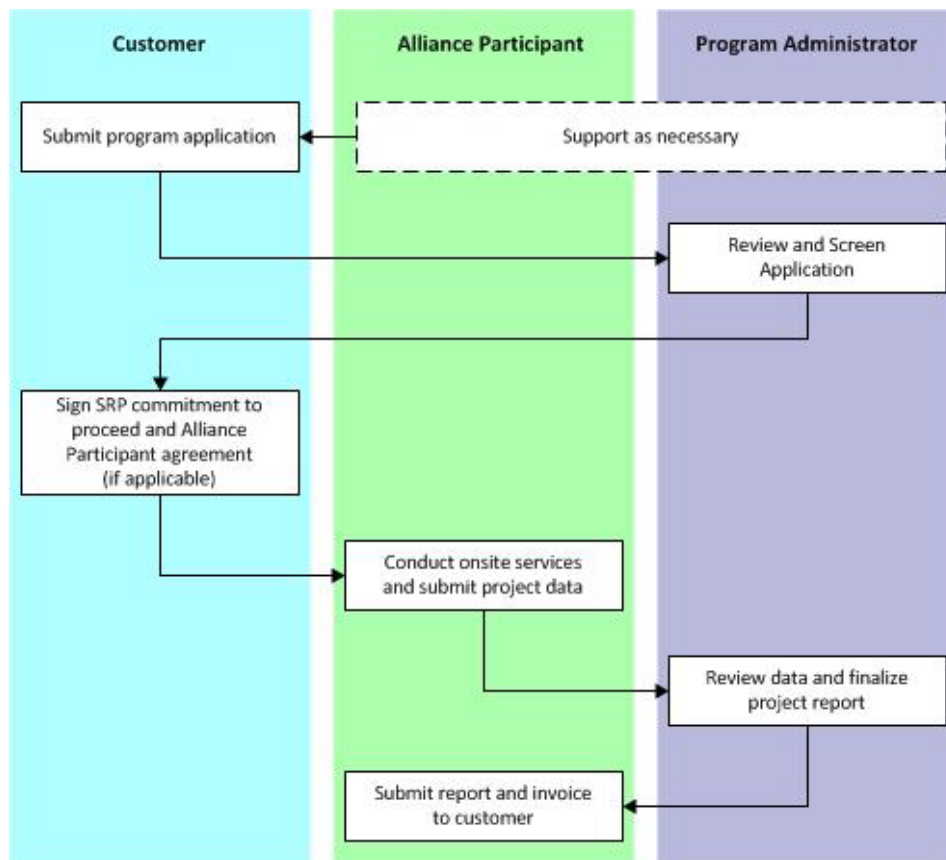 Customer
Alliance Participant
Program Administrator
Submit program application
Support as necessary
Review and Screen
Application
Sign SRP commitment to
proceed and Alliance
Participant agreement
(if applicable)
Conduct onsite services
and submit project data
Review data and finalize
project report
Submit report and invoice
to customer